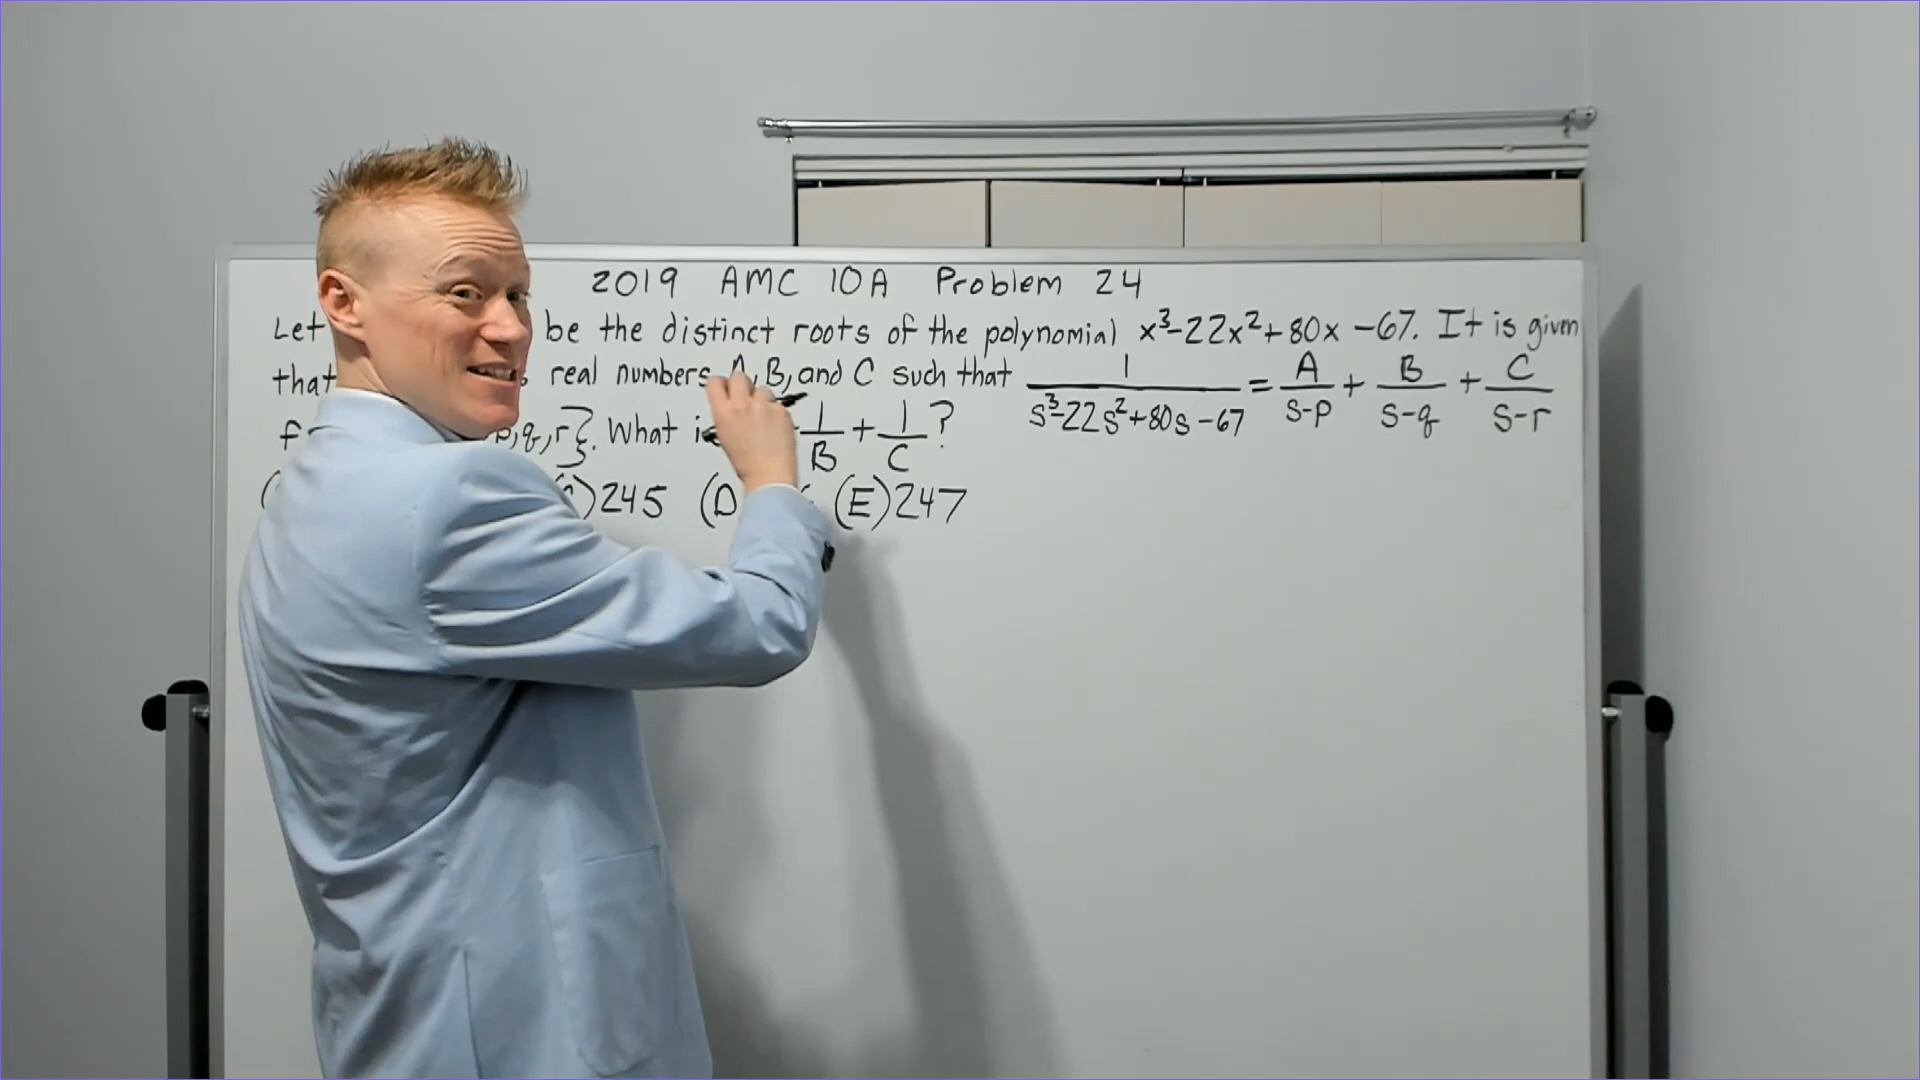 2019 AMC 10A Problem 24
Let be the distinct roots of the polynomial x³-22x²+80x-67. It is given
that real numbers A, B, and C such that 1/(s³-22s²+80s-67) = A/(s-p) + B/(s-q) + C/(s-r)
p,q,r}. What 1/B + 1/C ?
)245 (D (E)247